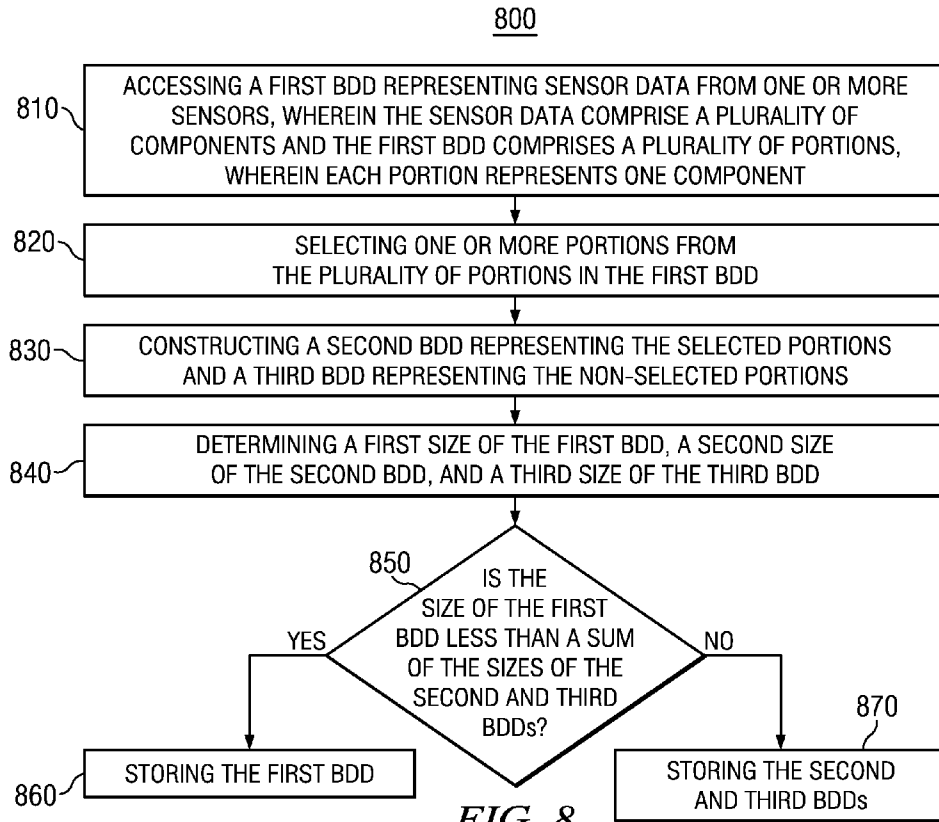 800
810
ACCESSING A FIRST BDD REPRESENTING SENSOR DATA FROM ONE OR MORE
SENSORS, WHEREIN THE SENSOR DATA COMPRISE A PLURALITY OF
COMPONENTS AND THE FIRST BDD COMPRISES A PLURALITY OF PORTIONS,
WHEREIN EACH PORTION REPRESENTS ONE COMPONENT
820
SELECTING ONE OR MORE PORTIONS FROM
THE PLURALITY OF PORTIONS IN THE FIRST BDD
830
CONSTRUCTING A SECOND BDD REPRESENTING THE SELECTED PORTIONS
AND A THIRD BDD REPRESENTING THE NON-SELECTED PORTIONS
840
DETERMINING A FIRST SIZE OF THE FIRST BDD, A SECOND SIZE
OF THE SECOND BDD, AND A THIRD SIZE OF THE THIRD BDD
850
IS THE
SIZE OF THE FIRST
BDD LESS THAN A SUM
OF THE SIZES OF THE
SECOND AND THIRD
BDDs?
YES
NO
860
STORING THE FIRST BDD
870
STORING THE SECOND
AND THIRD BDDs
FIG. 8